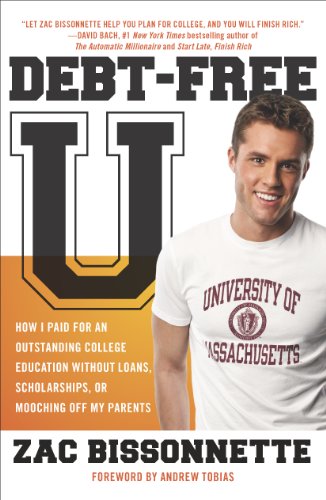 "LET ZAC BISSONNETTE HELP YOU PLAN FOR COLLEGE, AND YOU WILL FINISH RICH."
—DAVID BACH, #1 New York Times bestselling author of
The Automatic Millionaire and Start Late, Finish Rich
DEBT-FREE
U
UNIVERSITY OF
MASSACHUSETTS
HOW I PAID FOR AN
OUTSTANDING COLLEGE
EDUCATION WITHOUT LOANS,
SCHOLARSHIPS, OR
MOOCHING OFF MY PARENTS
ZAC BISSONNETTE
FOREWORD BY ANDREW TOBIAS